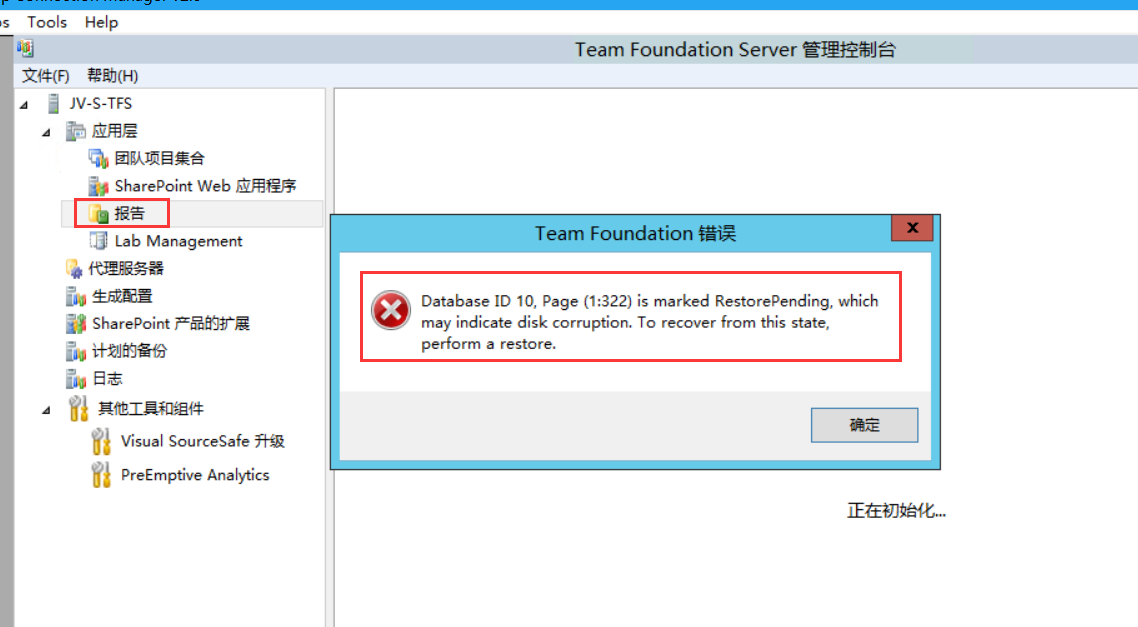 Tools Help
Team Foundation Server 管理控制台
文件(F) 帮助(H)
JV-S-TFS
应用层
团队项目集合
SharePoint Web 应用程序
报告
Lab Management
代理服务器
生成配置
SharePoint 产品的扩展
计划的备份
日志
其他工具和组件
Visual SourceSafe 升级
PreEmptive Analytics
Team Foundation 错误
x
Database ID 10, Page (1:322) is marked RestorePending, which
may indicate disk corruption. To recover from this state,
perform a restore.
确定
正在初始化...